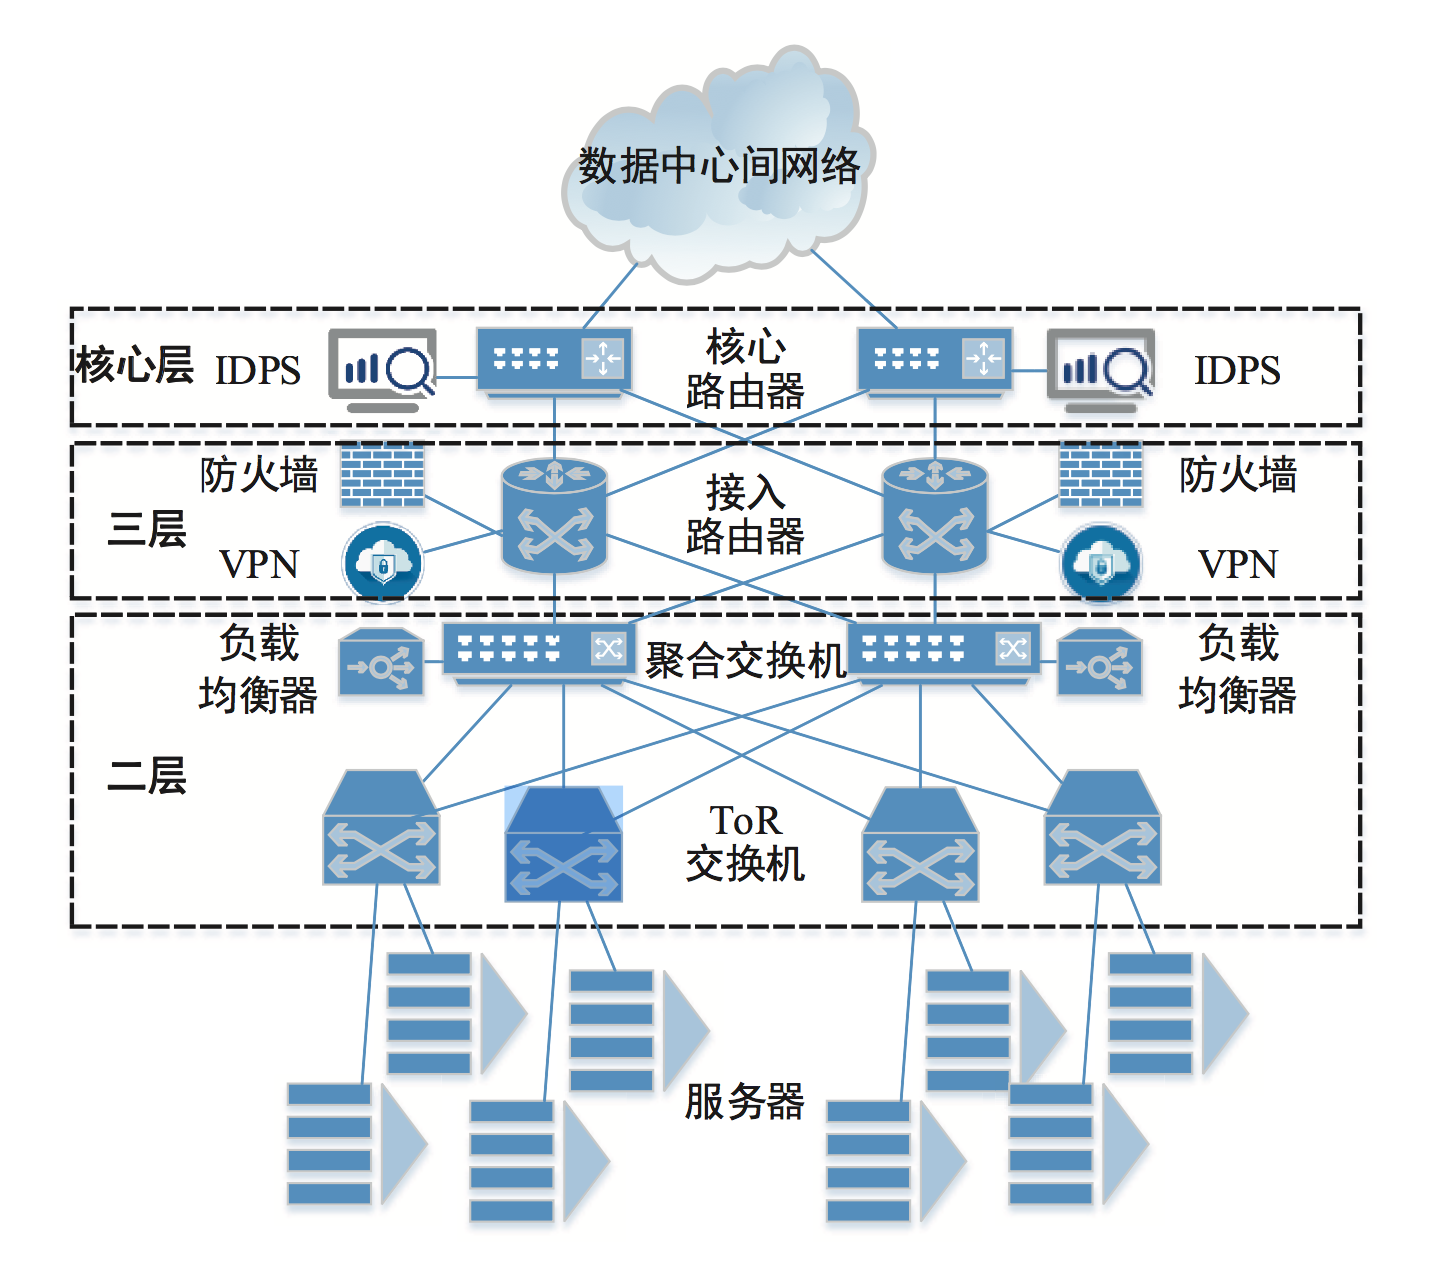 数据中心间网络
核心层
IDPS
核心
路由器
IDPS
防火墙
三层
VPN
接入
路由器
防火墙
VPN
负载
均衡器
聚合交换机
负载
均衡器
二层
ToR
交换机
服务器